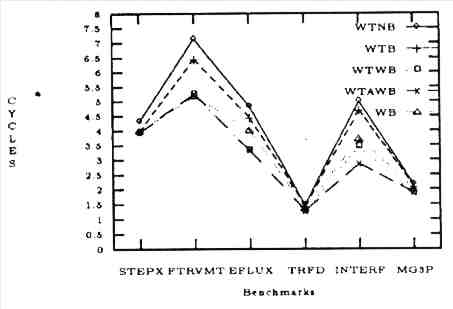 8
7.5
7
6.5
6
5.5
5
4.5
4
3.5
3
2.5
2
1.5
1
0.5
0
CYCLES
WTNB
WTB
WTWB
WTAWB
WB
STEPX FTRVMT EFLUX TRFD INTERF MG3P
Benchmarks